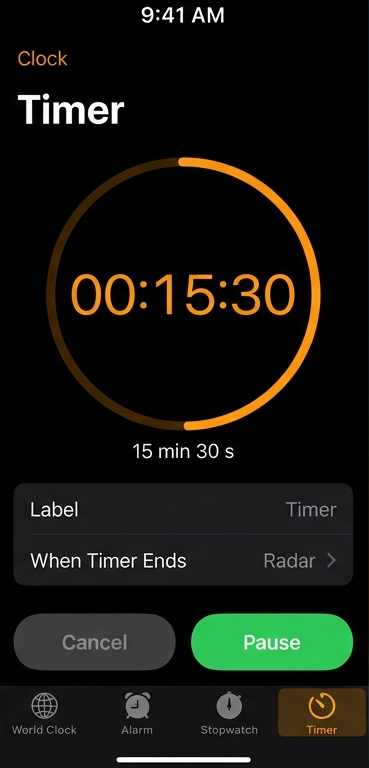 9:41 AM
Clock
Timer
00:15:30
15 min 30 s
Label Timer
When Timer Ends Radar
Cancel Pause
World Clock Alarm Stopwatch Timer